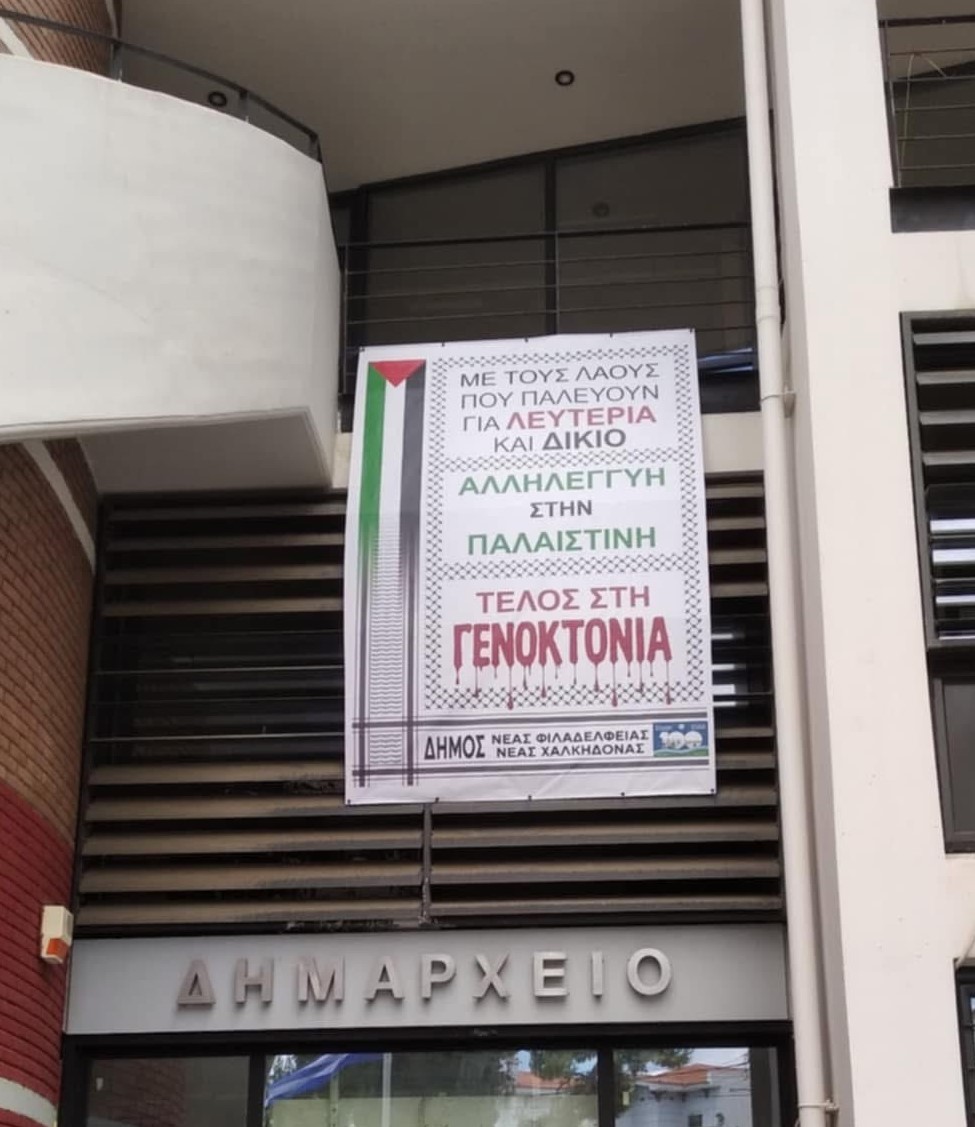 ΜΕ ΤΟΥΣ ΛΑΟΥΣ
ΠΟΥ ΠΑΛΕΥΟΥΝ
ΓΙΑ ΛΕΥΤΕΡΙΑ
ΚΑΙ ΔΙΚΙΟ
ΑΛΛΗΛΕΓΓΥΗ
ΣΤΗΝ
ΠΑΛΑΙΣΤΙΝΗ
ΤΕΛΟΣ ΣΤΗ
ΓΕΝΟΚΤΟΝΙΑ
ΔΗΜΟΣ ΝΕΑΣ ΦΙΛΑΔΕΛΦΕΙΑΣ
ΝΕΑΣ ΧΑΛΚΗΔΟΝΑΣ
ΔΗΜΑΡΧΕΙΟ